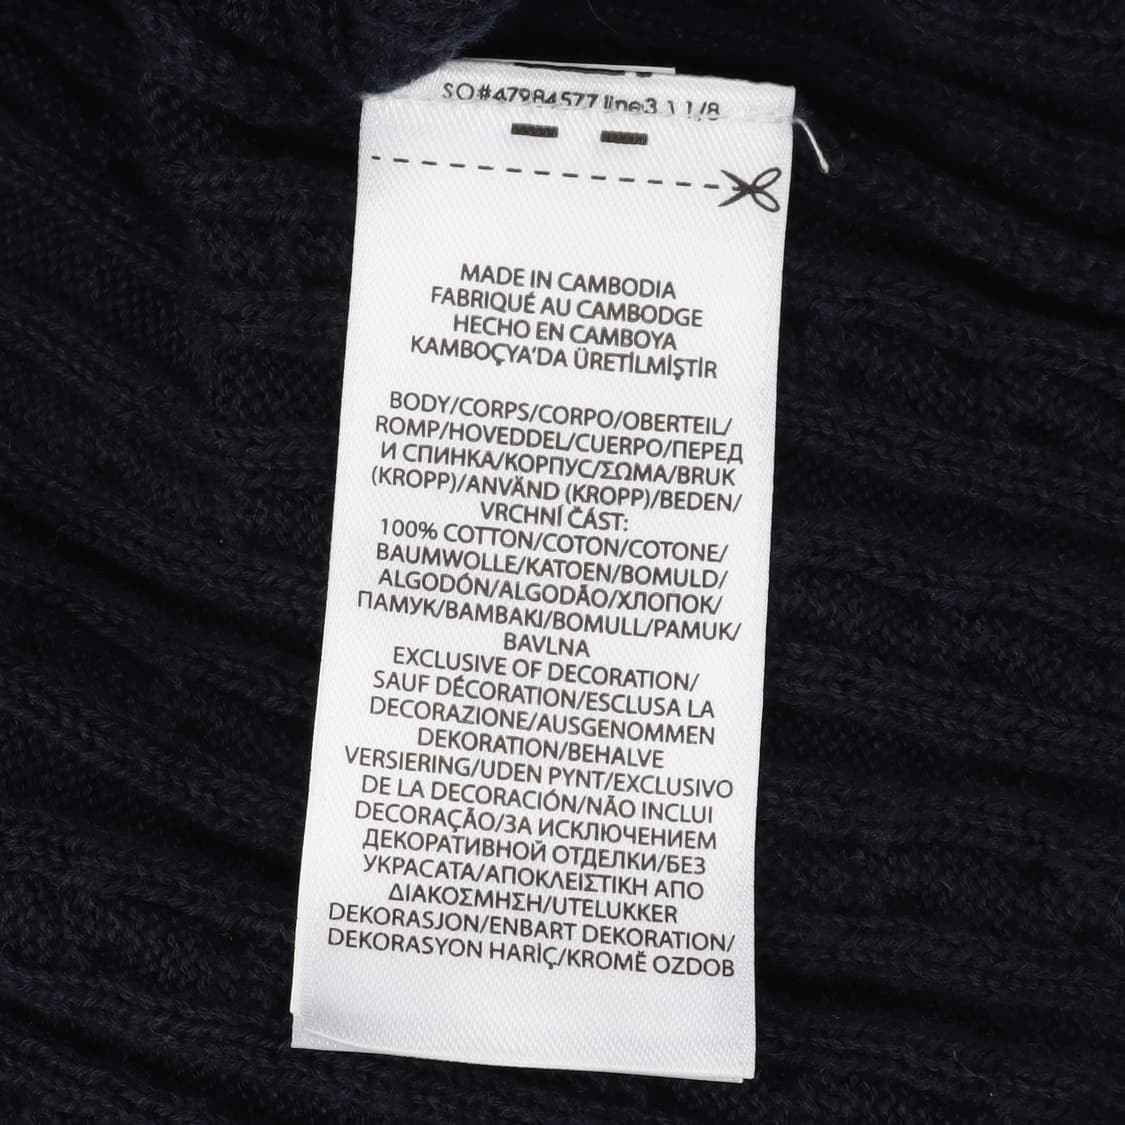 SO#47984577 line3 1 1/8
MADE IN CAMBODIA
FABRIQUÉ AU CAMBODGE
HECHO EN CAMBOYA
KAMBOÇYA'DA ÜRETİLMİŞTİR
BODY/CORPS/CORPO/OBERTEIL/
ROMP/HOVEDDEL/CUERPO/ПЕРЕД
И СПИНКА/КОРПУС/ΣΩΜΑ/BRUK
(KROPP)/ANVÄND (KROPP)/BEDEN/
VRCHNÍ ČÁST:
100% COTTON/COTON/COTONE/
BAUMWOLLE/KATOEN/BOMULD/
ALGODÓN/ALGODÃO/ХЛОПОК/
ПАМУК/ΒΑΜΒΑΚΙ/BOMULL/PAMUK/
BAVLNA
EXCLUSIVE OF DECORATION/
SAUF DÉCORATION/ESCLUSA LA
DECORAZIONE/AUSGENOMMEN
DEKORATION/BEHALVE
VERSIERING/UDEN PYNT/EXCLUSIVO
DE LA DECORACIÓN/NÃO INCLUI
DECORAÇÃO/ЗА ИСКЛЮЧЕНИЕМ
ДЕКОРАТИВНОЙ ОТДЕЛКИ/БЕЗ
УКРАСАТА/ΑΠΟΚΛΕΙΣΤΙΚΗ ΑΠΟ
ΔΙΑΚΟΣΜΗΣΗ/UTELUKKER
DEKORASJON/ENBART DEKORATION/
DEKORASYON HARİÇ/KROMĚ OZDOB